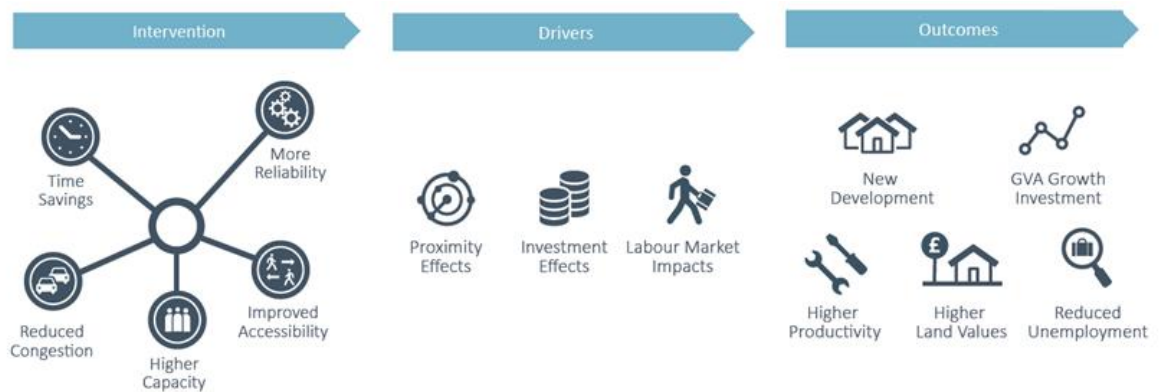 Intervention
Drivers
Outcomes
Time
Savings
More
Reliability
Reduced
Congestion
Higher
Capacity
Improved
Accessibility
Proximity
Effects
Investment
Effects
Labour Market
Impacts
New
Development
GVA Growth
Investment
Higher
Productivity
£
Higher
Land Values
Reduced
Unemployment